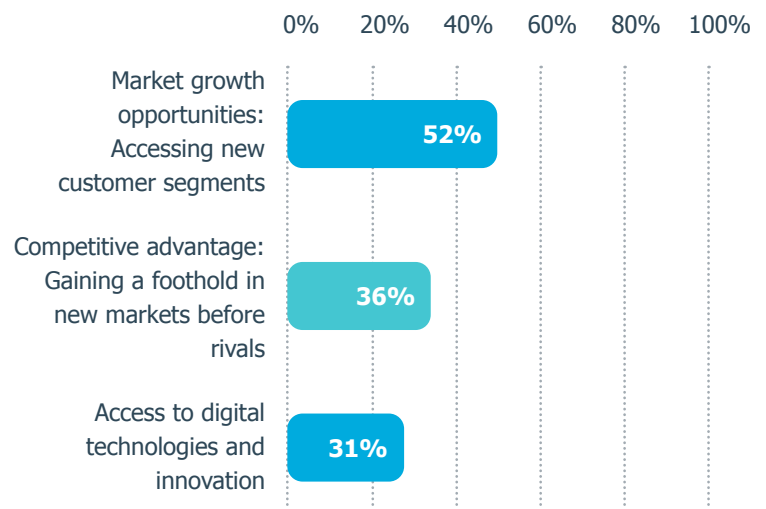 0% 20% 40% 60% 80% 100%
Market growth
opportunities:
Accessing new
customer segments
52%
Competitive advantage:
Gaining a foothold in
new markets before
rivals
36%
Access to digital
technologies and
innovation
31%